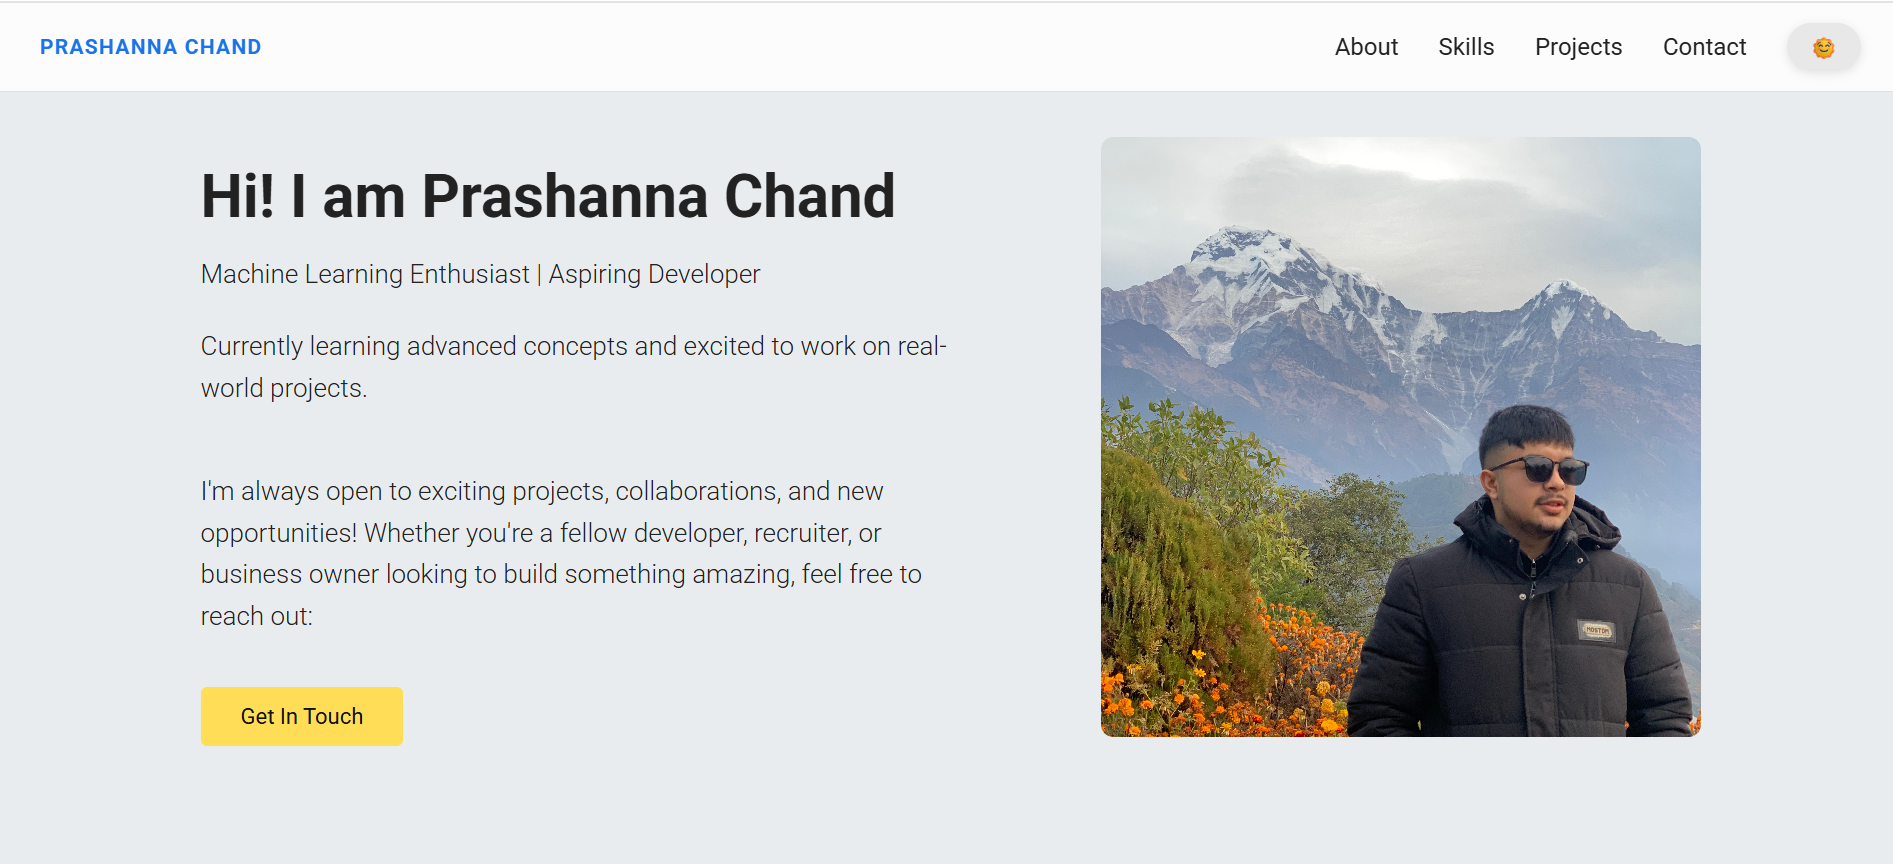 PRASHANNA CHAND
About
Skills
Projects
Contact
Hi! I am Prashanna Chand
Machine Learning Enthusiast | Aspiring Developer
Currently learning advanced concepts and excited to work on real-
world projects.
I'm always open to exciting projects, collaborations, and new
opportunities! Whether you're a fellow developer, recruiter, or
business owner looking to build something amazing, feel free to
reach out:
Get In Touch